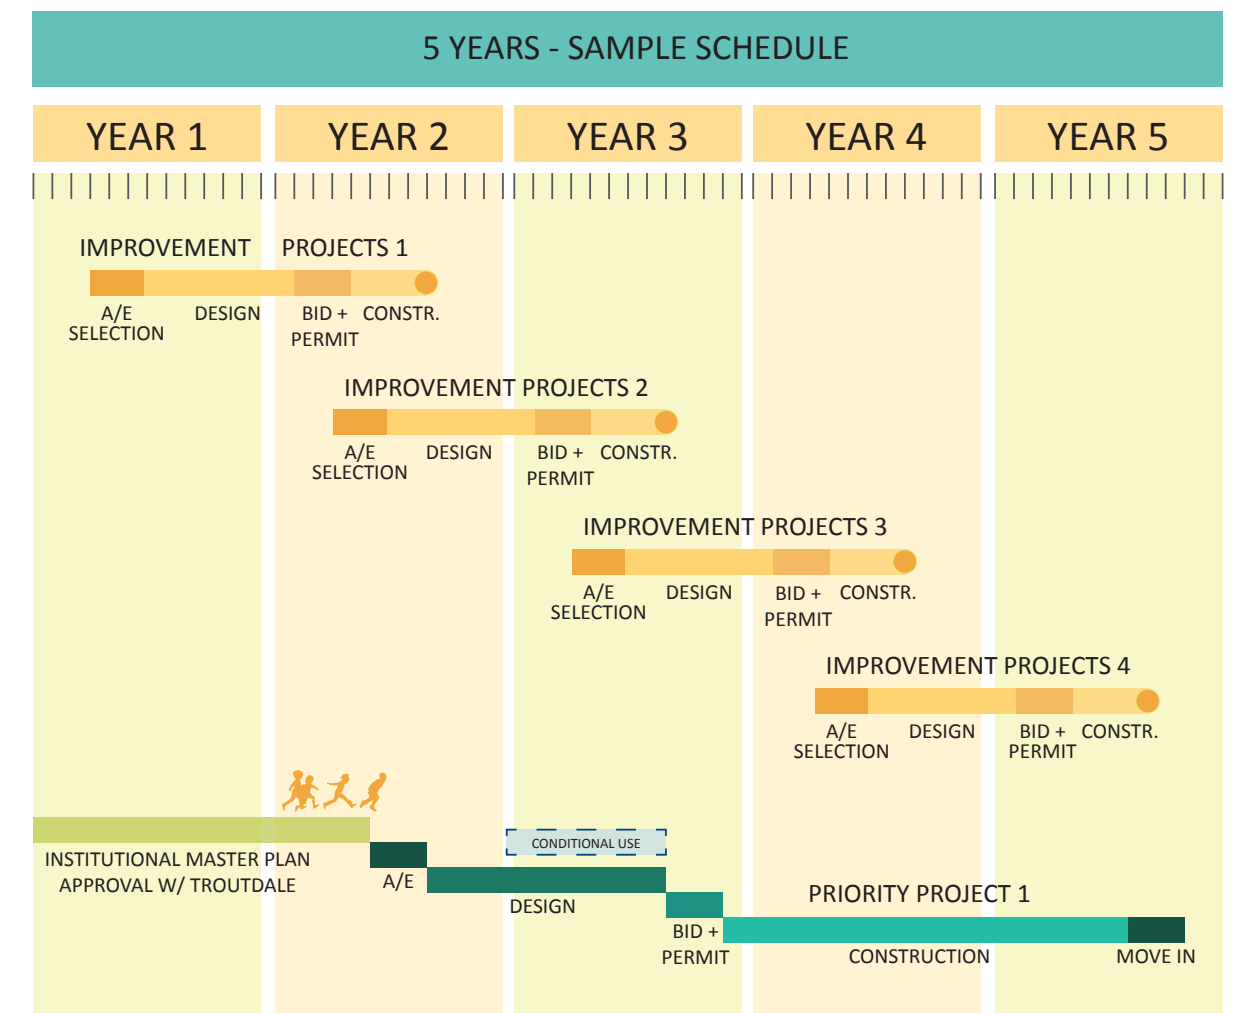 5 YEARS - SAMPLE SCHEDULE
YEAR 1
YEAR 2
YEAR 3
YEAR 4
YEAR 5
IMPROVEMENT PROJECTS 1
A/E
SELECTION
DESIGN
BID +
PERMIT
CONSTR.
IMPROVEMENT PROJECTS 2
A/E
SELECTION
DESIGN
BID +
PERMIT
CONSTR.
IMPROVEMENT PROJECTS 3
A/E
SELECTION
DESIGN
BID +
PERMIT
CONSTR.
IMPROVEMENT PROJECTS 4
A/E
SELECTION
DESIGN
BID +
PERMIT
CONSTR.
CONDITIONAL USE
INSTITUTIONAL MASTER PLAN
APPROVAL W/ TROUTDALE
A/E
DESIGN
BID +
PERMIT
PRIORITY PROJECT 1
CONSTRUCTION
MOVE IN